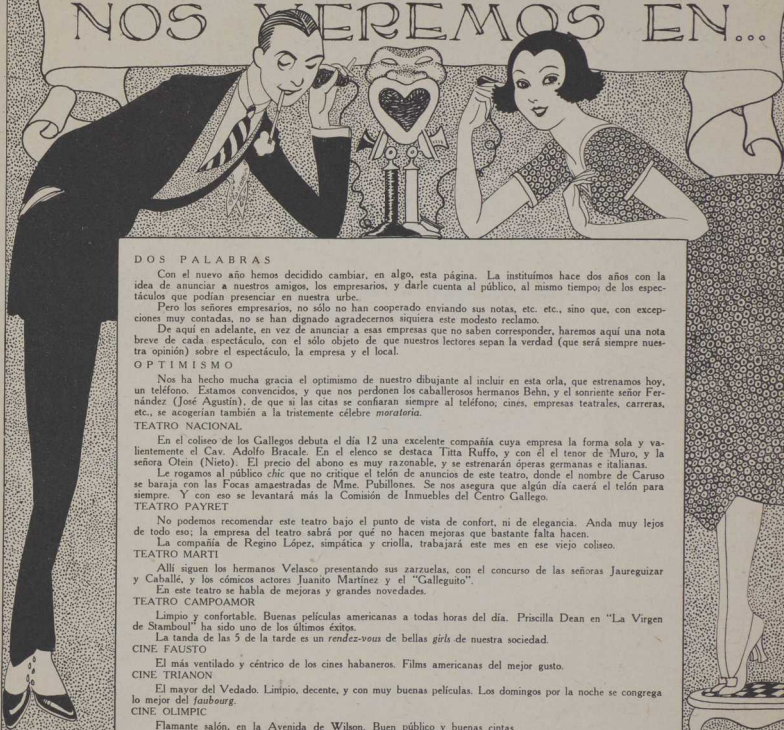 NOS VEREMOS EN...
DOS PALABRAS
Con el nuevo año hemos decidido cambiar, en algo, esta página. La instituímos hace dos años con la
idea de anunciar a nuestros amigos, los empresarios, y darle cuenta al público, al mismo tiempo; de los espec-
táculos que podían presenciar en nuestra urbe.
Pero los señores empresarios, no sólo no han cooperado enviando sus notas, etc. etc., sino que, con excep-
ciones muy contadas, no se han dignado agradecernos siquiera este modesto reclamo.
De aquí en adelante, en vez de anunciar a esas empresas que no saben corresponder, haremos aquí una nota
breve de cada espectáculo, con el sólo objeto de que nuestros lectores sepan la verdad (que será siempre nues-
tra opinión) sobre el espectáculo, la empresa y el local.
OPTIMISMO
Nos ha hecho mucha gracia el optimismo de nuestro dibujante al incluir en esta orla, que estrenamos hoy,
un teléfono. Estamos convencidos, y que nos perdonen los caballerosos hermanos Behn, y el sonriente señor Fer-
nández (José Agustín), de que si las citas se confiaran siempre al teléfono; cines, empresas teatrales, carreras,
etc., se acogerían también a la tristemente célebre moratoria.
TEATRO NACIONAL
En el coliseo de los Gallegos debuta el día 12 una excelente compañía cuya empresa la forma sola y va-
lientemente el Cav. Adolfo Bracale. En el elenco se destaca Titta Ruffo, y con él el tenor de Muro, y la
señora Otein (Nieto). El precio del abono es muy razonable, y se estrenarán óperas germanas e italianas.
Le rogamos al público chic que no critique el telón de anuncios de este teatro, donde el nombre de Caruso
se baraja con las Focas amaestradas de Mme. Pubillones. Se nos asegura que algún día caerá el telón para
siempre. Y con eso se levantará más la Comisión de Inmuebles del Centro Gallego.
TEATRO PAYRET
No podemos recomendar este teatro bajo el punto de vista de confort, ni de elegancia. Anda muy lejos
de todo eso; la empresa del teatro sabrá por qué no hacen mejoras que bastante falta hacen.
La compañía de Regino López, simpática y criolla, trabajará este mes en ese viejo coliseo.
TEATRO MARTI
Allí siguen los hermanos Velasco presentando sus zarzuelas, con el concurso de las señoras Jaureguizar
y Caballé, y los cómicos actores Juanito Martínez y el "Galleguito".
En este teatro se habla de mejoras y grandes novedades.
TEATRO CAMPOAMOR
Limpio y confortable. Buenas películas americanas a todas horas del día. Priscilla Dean en "La Virgen
de Stamboul" ha sido uno de los últimos éxitos.
La tanda de las 5 de la tarde es un rendez-vous de bellas girls de nuestra sociedad.
CINE FAUSTO
El más ventilado y céntrico de los cines habaneros. Films americanas del mejor gusto.
CINE TRIANON
El mayor del Vedado. Limpio, decente, y con muy buenas películas. Los domingos por la noche se congrega
lo mejor del faubourg.
CINE OLIMPIC
Flamante salón, en la Avenida de Wilson. Buen público y buenas cintas.